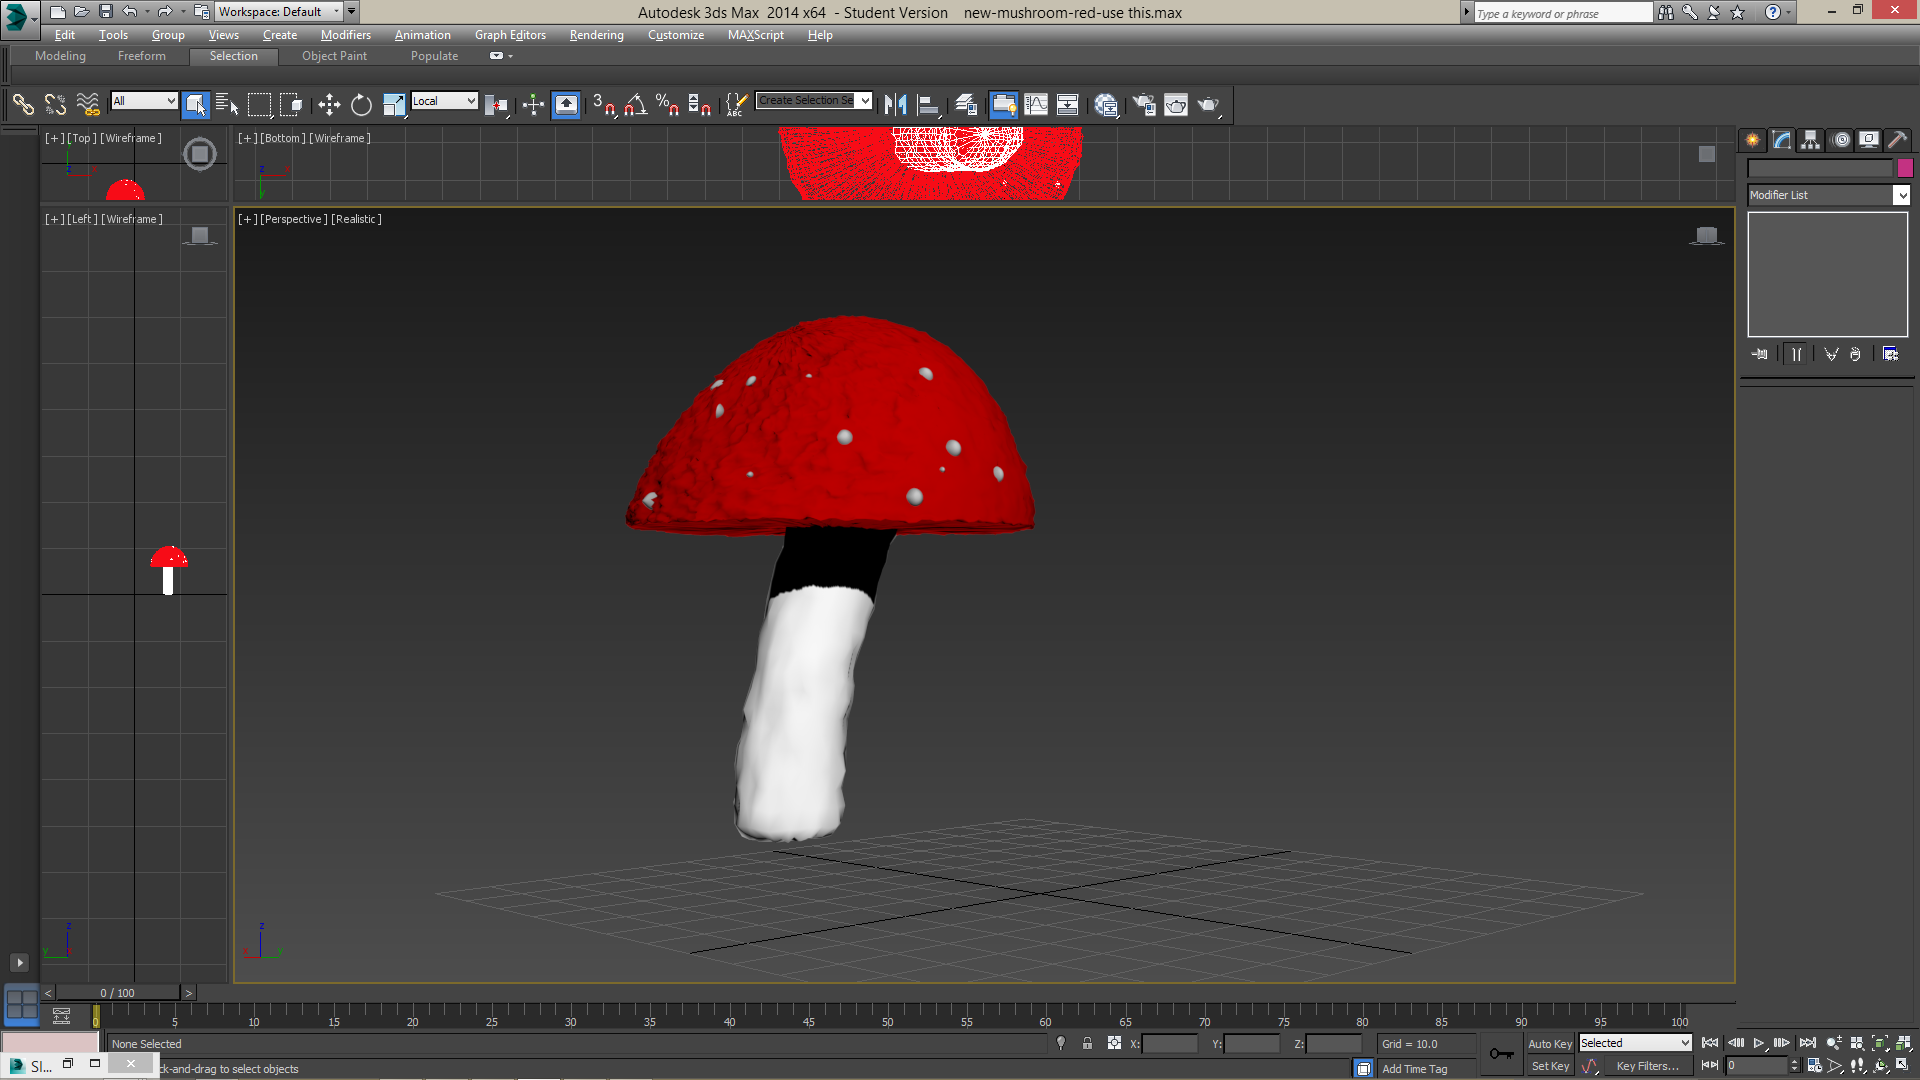 Workspace: Default
Autodesk 3ds Max 2014 x64 - Student Version new-mushroom-red-use this.max
Type a keyword or phrase
Edit Tools Group Views Create Modifiers Animation Graph Editors Rendering Customize MAXScript Help
Modeling Freeform Selection Object Paint Populate
All
Local
3
%
ABC
Create Selection Se
[+][Top][Wireframe]
[+][Bottom][Wireframe]
Modifier List
[+][Left][Wireframe]
[+][Perspective][Realistic]
z
y
z
x
y
< 0 / 100 >
0 5 10 15 20 25 30 35 40 45 50 55 60 65 70 75 80 85 90 95 100
None Selected
X: Y: Z:
Grid = 10.0
Auto Key
Selected
SI...
ck-and-drag to select objects
Add Time Tag
Set Key
Key Filters...
0